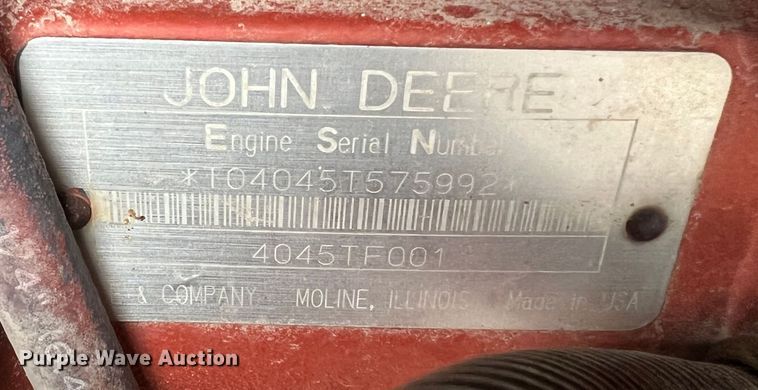 JOHN DEERE
Engine Serial Number
*T04045T575992*
4045TF001
& COMPANY MOLINE, ILLINOIS Made in USA
Purple Wave Auction